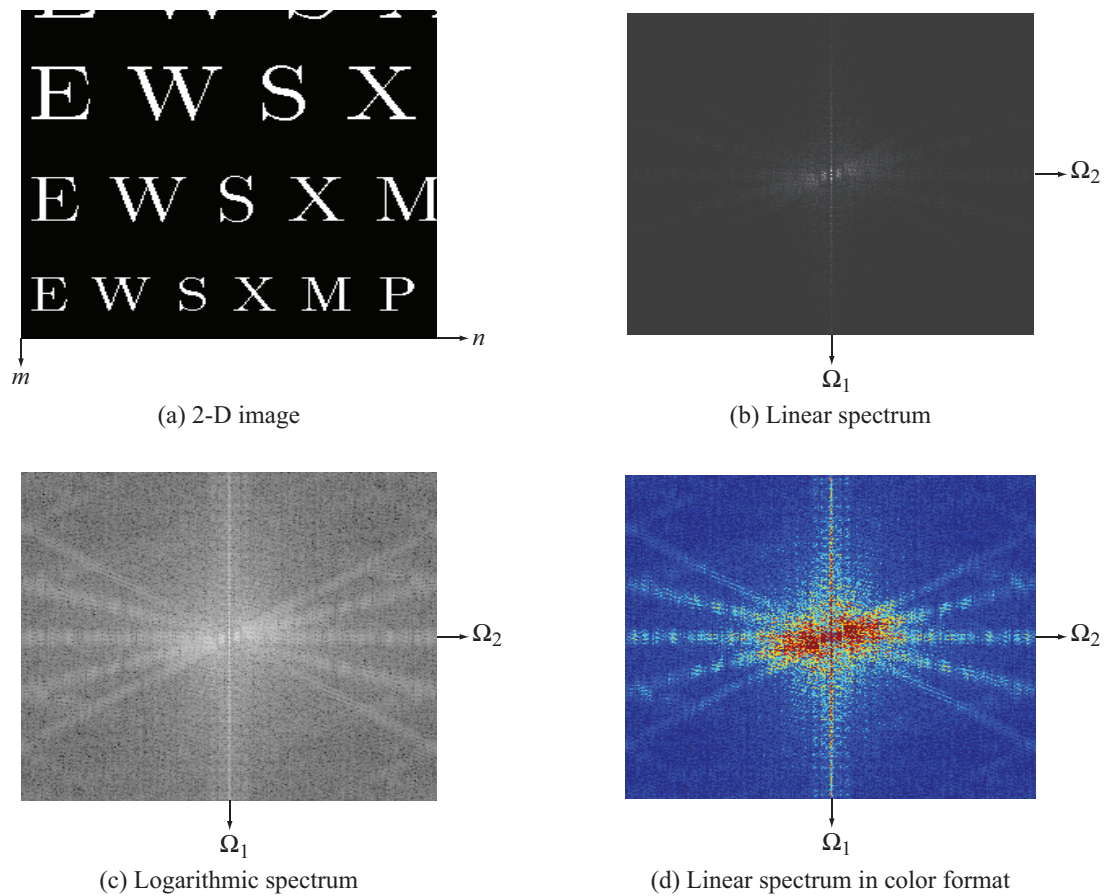 E W S X
E W S X
E W S X M
E W S X M P
n
m
(a) 2-D image
Ω2
Ω1
(b) Linear spectrum
Ω2
Ω1
(c) Logarithmic spectrum
Ω2
Ω1
(d) Linear spectrum in color format